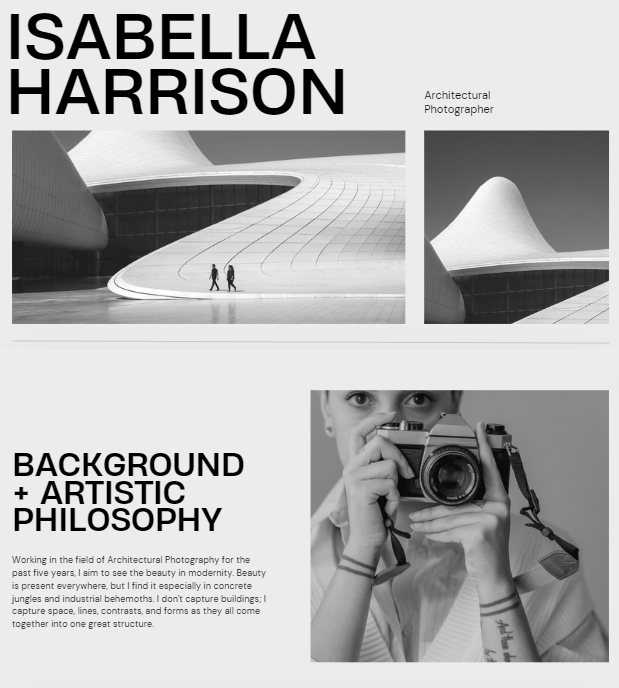 ISABELLA
HARRISON
Architectural
Photographer
BACKGROUND
+ ARTISTIC
PHILOSOPHY
Working in the field of Architectural Photography for the
past five years, I aim to see the beauty in modernity. Beauty
is present everywhere, but I find it especially in concrete
jungles and industrial behemoths. I don't capture buildings; I
capture space, lines, contrasts, and forms as they all come
together into one great structure.